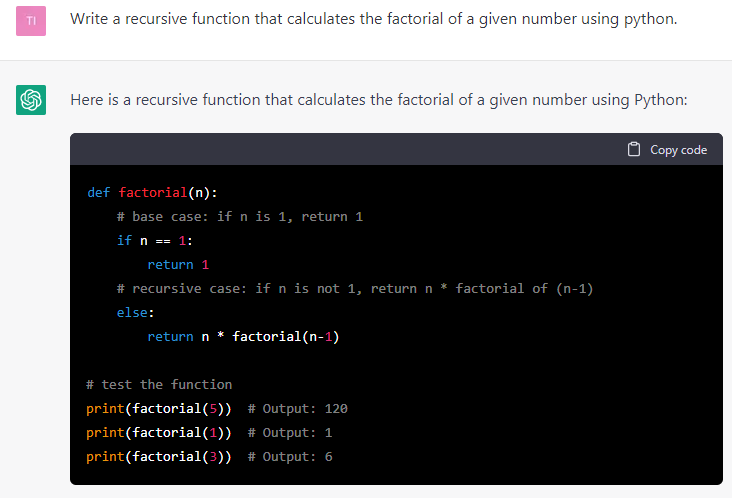 TI
Write a recursive function that calculates the factorial of a given number using python.
Here is a recursive function that calculates the factorial of a given number using Python:
Copy code
def factorial(n):
    # base case: if n is 1, return 1
    if n == 1:
        return 1
    # recursive case: if n is not 1, return n * factorial of (n-1)
    else:
        return n * factorial(n-1)
# test the function
print(factorial(5))  # Output: 120
print(factorial(1))  # Output: 1
print(factorial(3))  # Output: 6